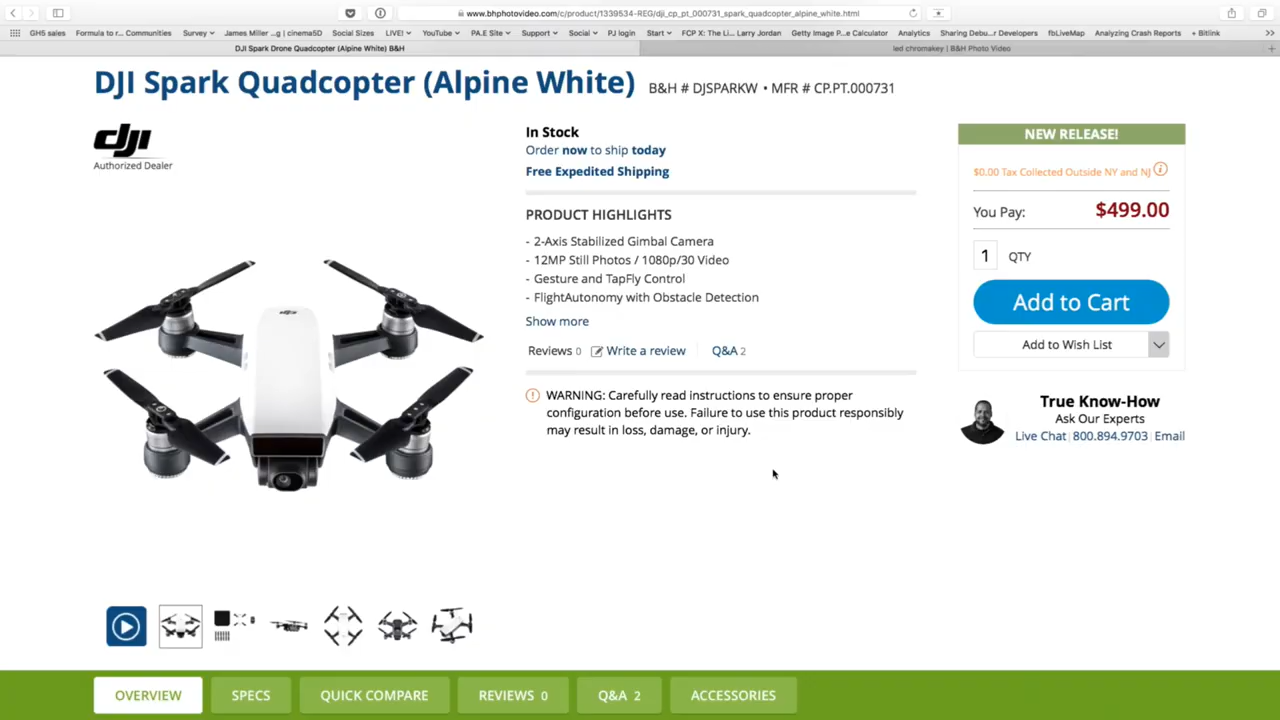 www.bhphotovideo.com/c/product/1339534-REG/dji_cp_pt_000731_spark_quadcopter_alpine_white.html
GH5 sales
Formula to r... Communities
Survey
James Miller ...g | cinema5D
Social Sizes
LIVE!
YouTube
PA.E Site
Support
Social
PJ login
Start
FCP X: The Li... Larry Jordan
Getty Image P...e Calculator
Analytics
Sharing Debu...r Developers
fbLiveMap
Analyzing Crash Reports
+ Bitlink
DJI Spark Drone Quadcopter (Alpine White) B&H
led chromakey | B&H Photo Video
DJI Spark Quadcopter (Alpine White) B&H # DJSPARKW • MFR # CP.PT.000731
dji
Authorized Dealer
In Stock
Order now to ship today
Free Expedited Shipping
PRODUCT HIGHLIGHTS
- 2-Axis Stabilized Gimbal Camera
- 12MP Still Photos / 1080p/30 Video
- Gesture and TapFly Control
- FlightAutonomy with Obstacle Detection
Show more
Reviews 0 Write a review Q&A 2
WARNING: Carefully read instructions to ensure proper
configuration before use. Failure to use this product responsibly
may result in loss, damage, or injury.
NEW RELEASE!
$0.00 Tax Collected Outside NY and NJ
You Pay: $499.00
1 QTY
Add to Cart
Add to Wish List
True Know-How
Ask Our Experts
Live Chat | 800.894.9703 | Email
OVERVIEW
SPECS
QUICK COMPARE
REVIEWS 0
Q&A 2
ACCESSORIES